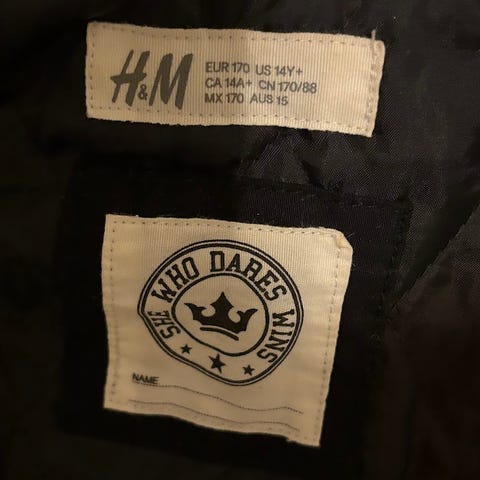 H&M
EUR 170 US 14Y+
CA 14A+ CN 170/88
MX 170 AUS 15
SHE WHO DARES WINS
NAME